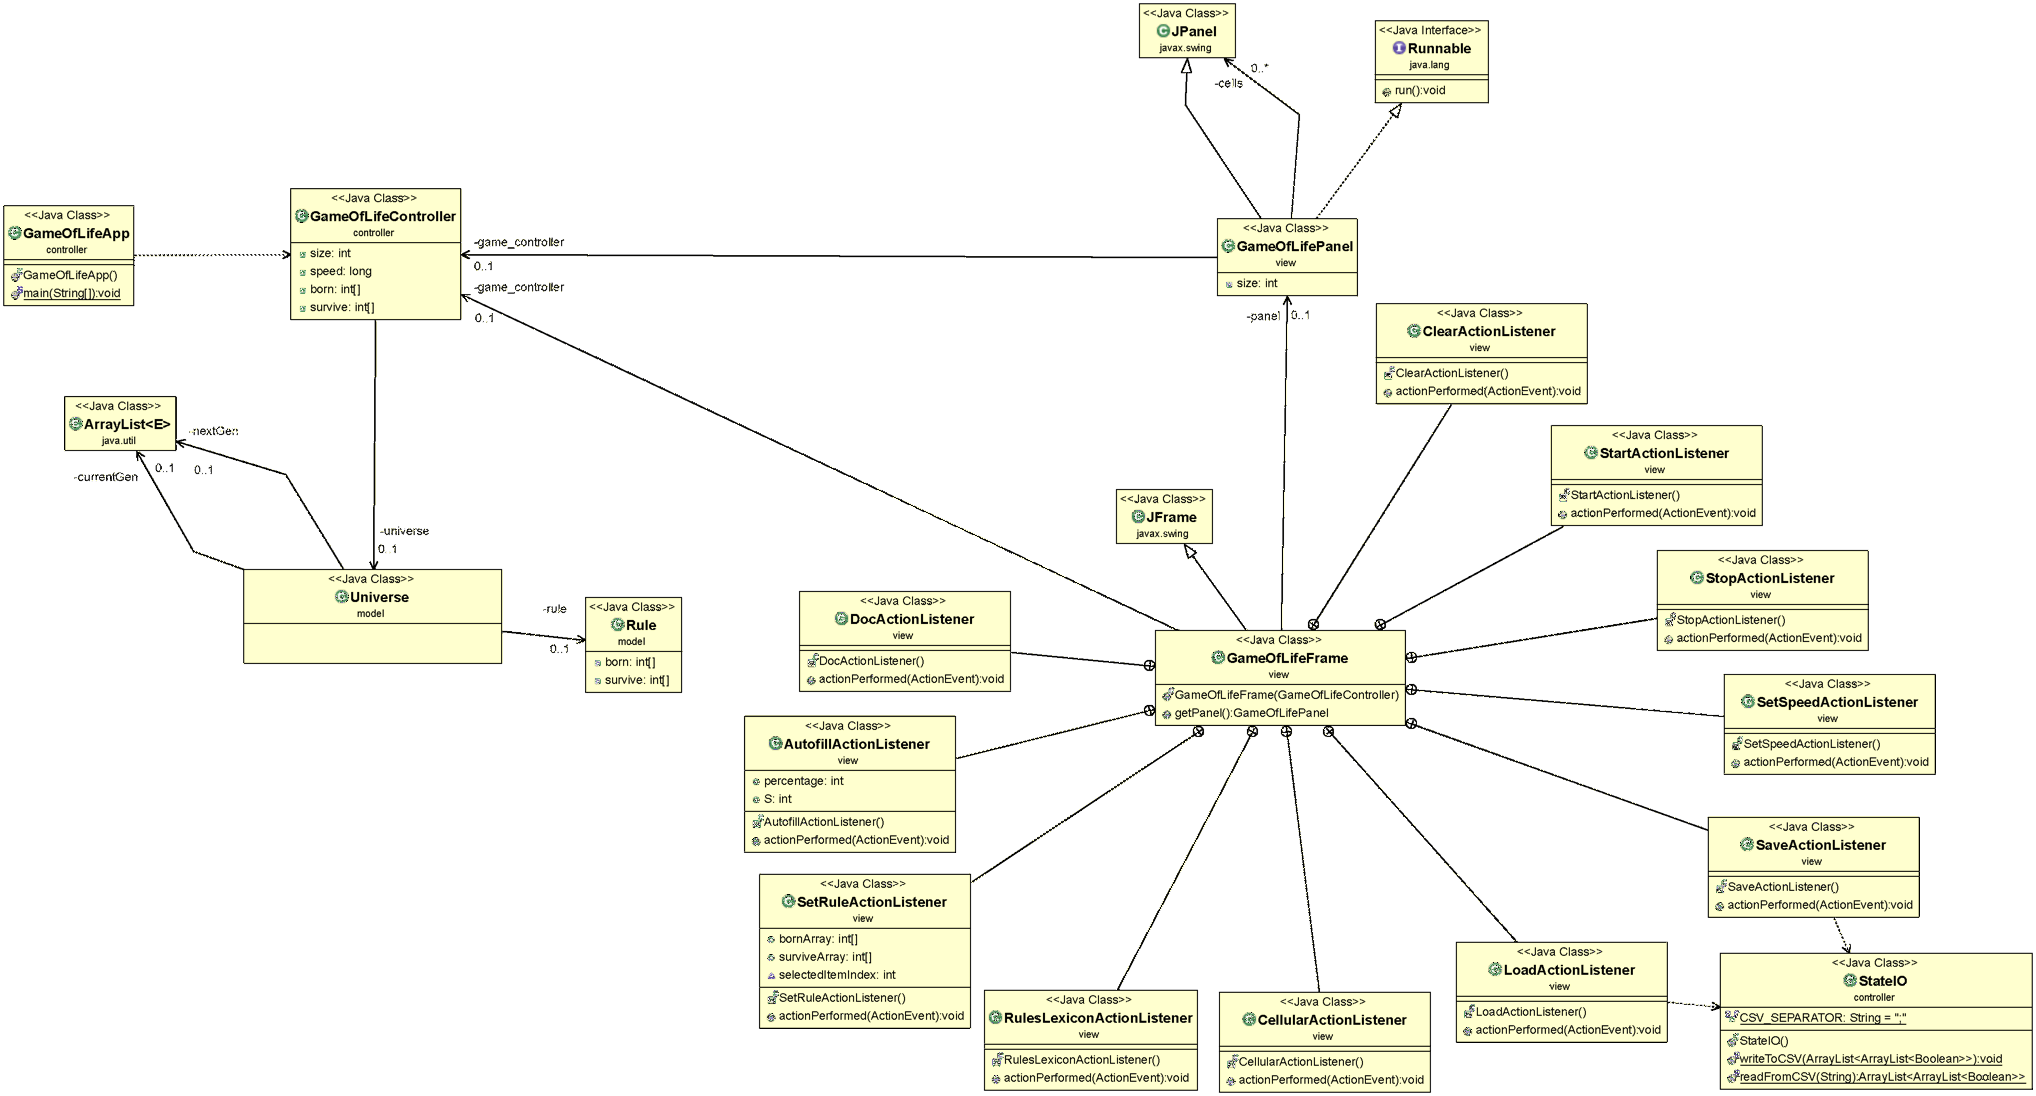 <<Java Class>>
JPanel
javax.swing
<<Java Interface>>
Runnable
java.lang
run():void
0..*
-cells
<<Java Class>>
GameOfLifeApp
controller
GameOfLifeApp()
main(String[]):void
<<Java Class>>
GameOfLifeController
controller
size: int
speed: long
born: int[]
survive: int[]
-game_controller
0..1
-game_controller
0..1
<<Java Class>>
GameOfLifePanel
view
size: int
-panel
0..1
<<Java Class>>
ClearActionListener
view
ClearActionListener()
actionPerformed(ActionEvent):void
<<Java Class>>
ArrayList<E>
java.util
-nextGen
0..1
0..1
-currentGen
<<Java Class>>
StartActionListener
view
StartActionListener()
actionPerformed(ActionEvent):void
-universe
0..1
<<Java Class>>
JFrame
javax.swing
<<Java Class>>
Universe
model
-rule
0..1
<<Java Class>>
Rule
model
born: int[]
survive: int[]
<<Java Class>>
DocActionListener
view
DocActionListener()
actionPerformed(ActionEvent):void
<<Java Class>>
GameOfLifeFrame
view
GameOfLifeFrame(GameOfLifeController)
getPanel():GameOfLifePanel
<<Java Class>>
StopActionListener
view
StopActionListener()
actionPerformed(ActionEvent):void
<<Java Class>>
SetSpeedActionListener
view
SetSpeedActionListener()
actionPerformed(ActionEvent):void
<<Java Class>>
AutofillActionListener
view
percentage: int
S: int
AutofillActionListener()
actionPerformed(ActionEvent):void
<<Java Class>>
SaveActionListener
view
SaveActionListener()
actionPerformed(ActionEvent):void
<<Java Class>>
SetRuleActionListener
view
bornArray: int[]
surviveArray: int[]
selectedItemIndex: int
SetRuleActionListener()
actionPerformed(ActionEvent):void
<<Java Class>>
RulesLexiconActionListener
view
RulesLexiconActionListener()
actionPerformed(ActionEvent):void
<<Java Class>>
CellularActionListener
view
CellularActionListener()
actionPerformed(ActionEvent):void
<<Java Class>>
LoadActionListener
view
LoadActionListener()
actionPerformed(ActionEvent):void
<<Java Class>>
StateIO
controller
CSV_SEPARATOR: String = ";"
StateIO()
writeToCSV(ArrayList<ArrayList<Boolean>>):void
readFromCSV(String):ArrayList<ArrayList<Boolean>>